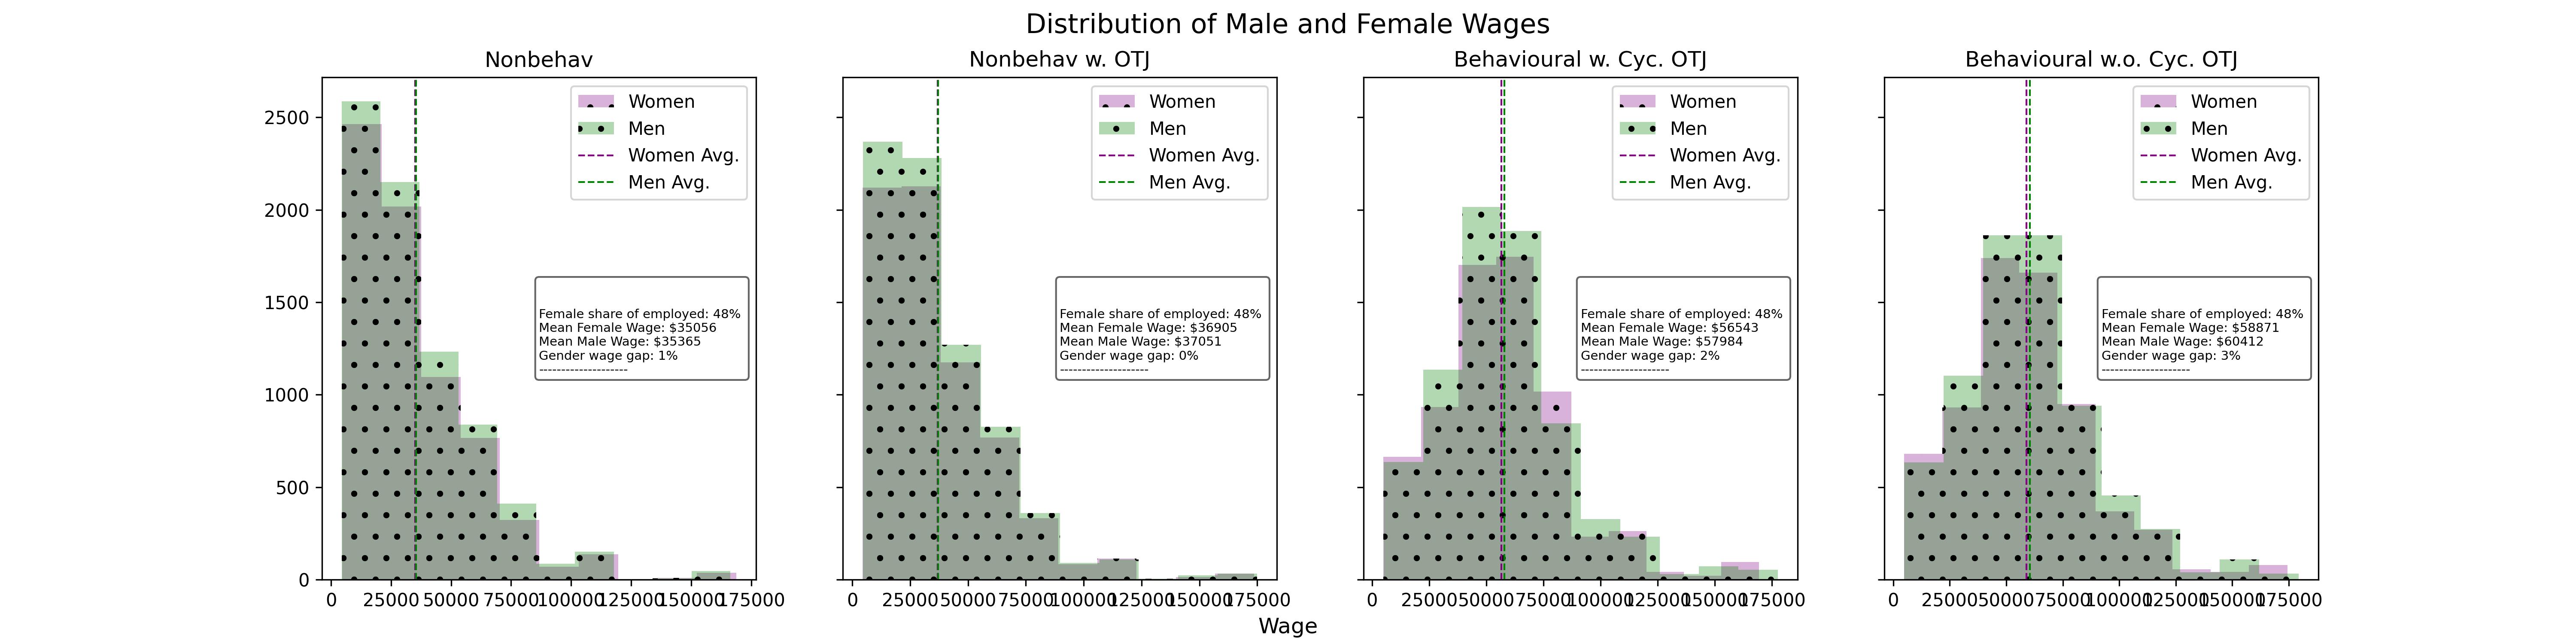 Distribution of Male and Female Wages
Nonbehav
Women
Men
Women Avg.
Men Avg.
Female share of employed: 48%
Mean Female Wage: $35056
Mean Male Wage: $35365
Gender wage gap: 1%
--------------------
2500
2000
1500
1000
500
0
0 25000 50000 75000 100000 125000 150000 175000
Nonbehav w. OTJ
Women
Men
Women Avg.
Men Avg.
Female share of employed: 48%
Mean Female Wage: $36905
Mean Male Wage: $37051
Gender wage gap: 0%
--------------------
0 25000 50000 75000 100000 125000 150000 175000
Behavioural w. Cyc. OTJ
Women
Men
Women Avg.
Men Avg.
Female share of employed: 48%
Mean Female Wage: $56543
Mean Male Wage: $57984
Gender wage gap: 2%
--------------------
0 25000 50000 75000 100000 125000 150000 175000
Behavioural w.o. Cyc. OTJ
Women
Men
Women Avg.
Men Avg.
Female share of employed: 48%
Mean Female Wage: $58871
Mean Male Wage: $60412
Gender wage gap: 3%
--------------------
0 25000 50000 75000 100000 125000 150000 175000
Wage